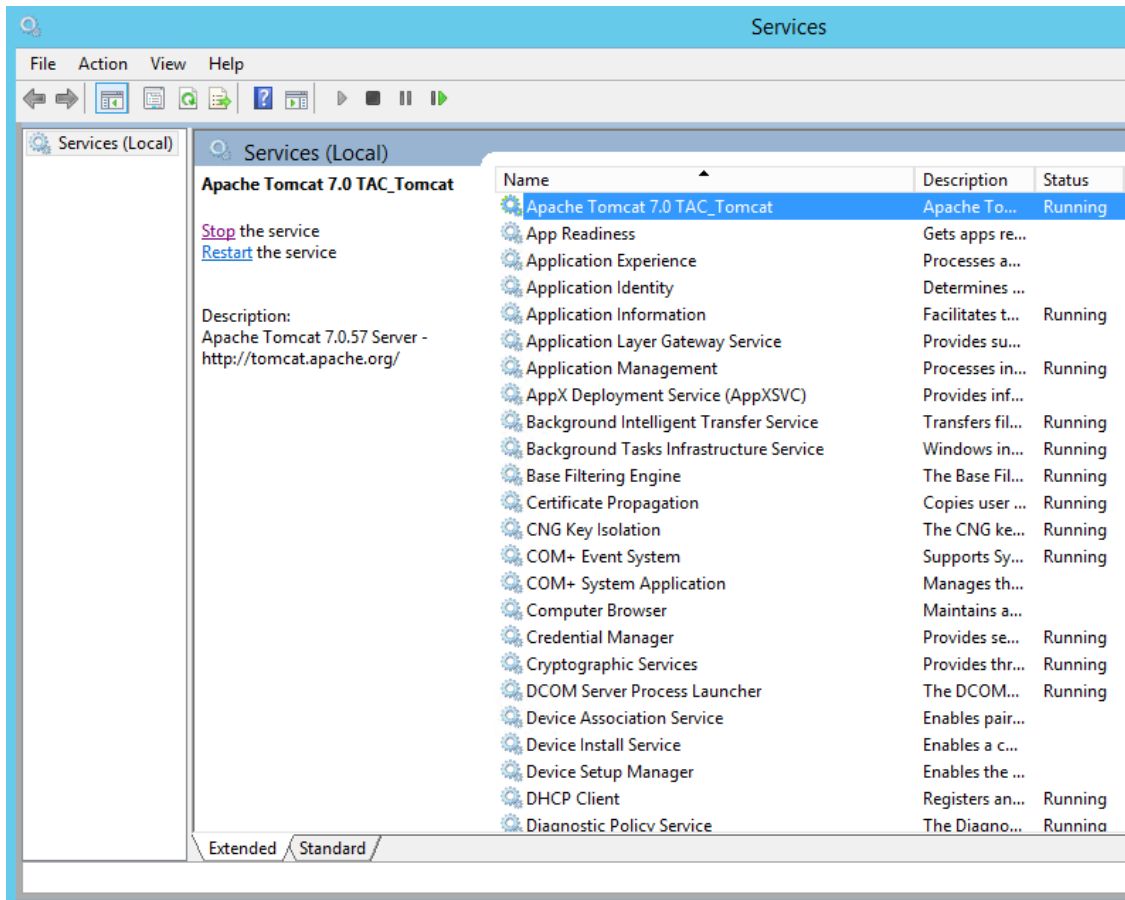 Services
File Action View Help
Services (Local)
Services (Local)
Apache Tomcat 7.0 TAC_Tomcat
Stop the service
Restart the service
Description:
Apache Tomcat 7.0.57 Server -
http://tomcat.apache.org/
Name Description Status
Apache Tomcat 7.0 TAC_Tomcat Apache To... Running
App Readiness Gets apps re...
Application Experience Processes a...
Application Identity Determines ...
Application Information Facilitates t... Running
Application Layer Gateway Service Provides su...
Application Management Processes in... Running
AppX Deployment Service (AppXSVC) Provides inf...
Background Intelligent Transfer Service Transfers fil... Running
Background Tasks Infrastructure Service Windows in... Running
Base Filtering Engine The Base Fil... Running
Certificate Propagation Copies user ... Running
CNG Key Isolation The CNG ke... Running
COM+ Event System Supports Sy... Running
COM+ System Application Manages th...
Computer Browser Maintains a...
Credential Manager Provides se... Running
Cryptographic Services Provides thr... Running
DCOM Server Process Launcher The DCOM... Running
Device Association Service Enables pair...
Device Install Service Enables a c...
Device Setup Manager Enables the ...
DHCP Client Registers an... Running
Diagnostic Policy Service The Diagno... Running
Extended Standard